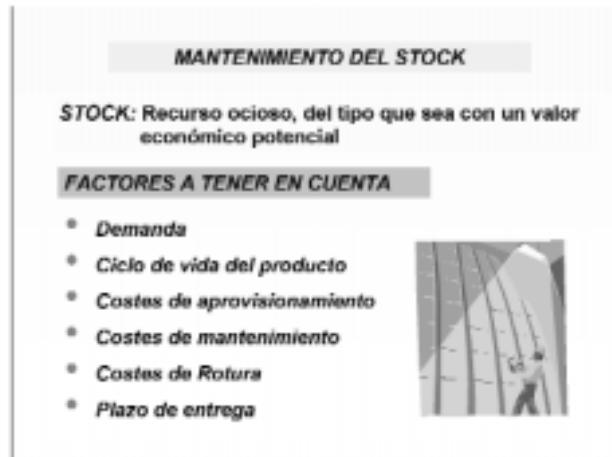 MANTENIMIENTO DEL STOCK
STOCK: Recurso ocioso, del tipo que sea con un valor
económico potencial
FACTORES A TENER EN CUENTA
• Demanda
• Ciclo de vida del producto
• Costes de aprovisionamiento
• Costes de mantenimiento
• Costes de Rotura
• Plazo de entrega